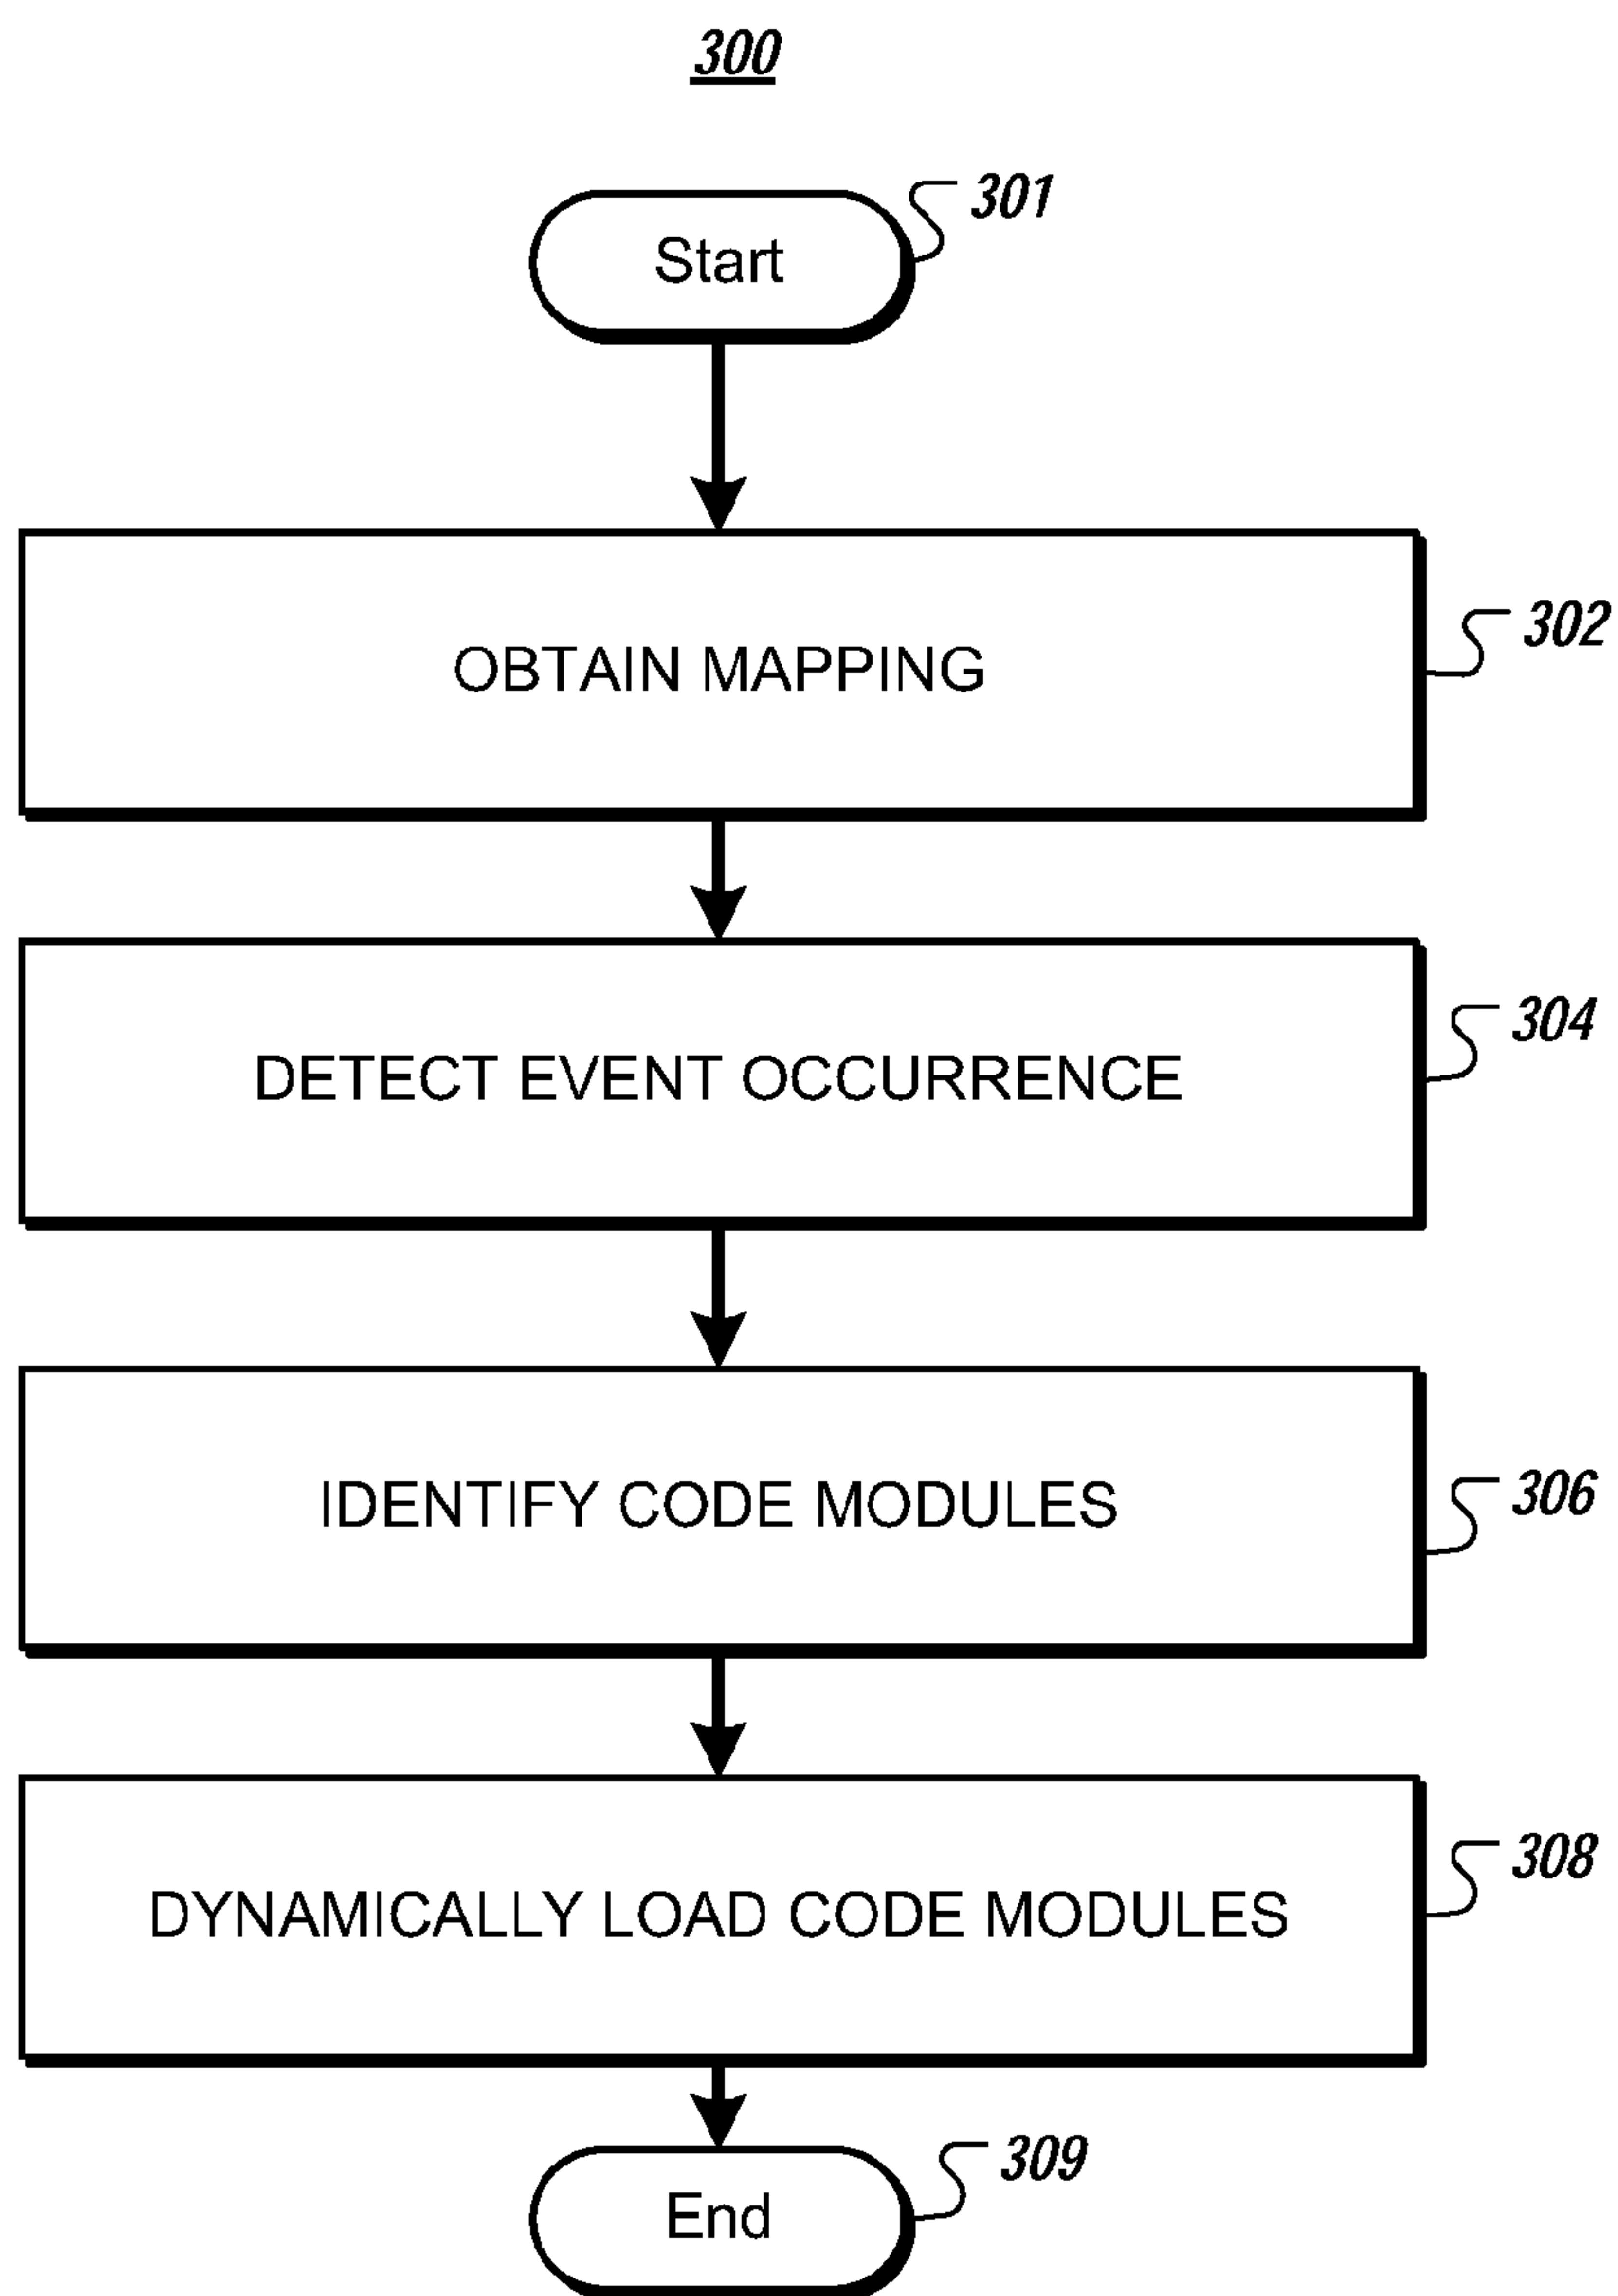 300
301
Start
302
OBTAIN MAPPING
304
DETECT EVENT OCCURRENCE
306
IDENTIFY CODE MODULES
308
DYNAMICALLY LOAD CODE MODULES
309
End